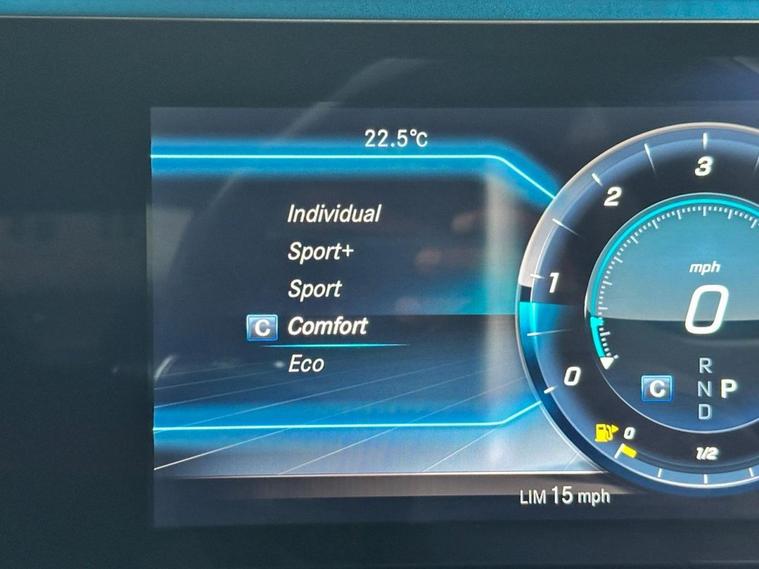 22.5°C
Individual
Sport+
Sport
C Comfort
Eco
3
2
1
0
mph
0
R
C N P
D
0
1/2
LIM 15 mph